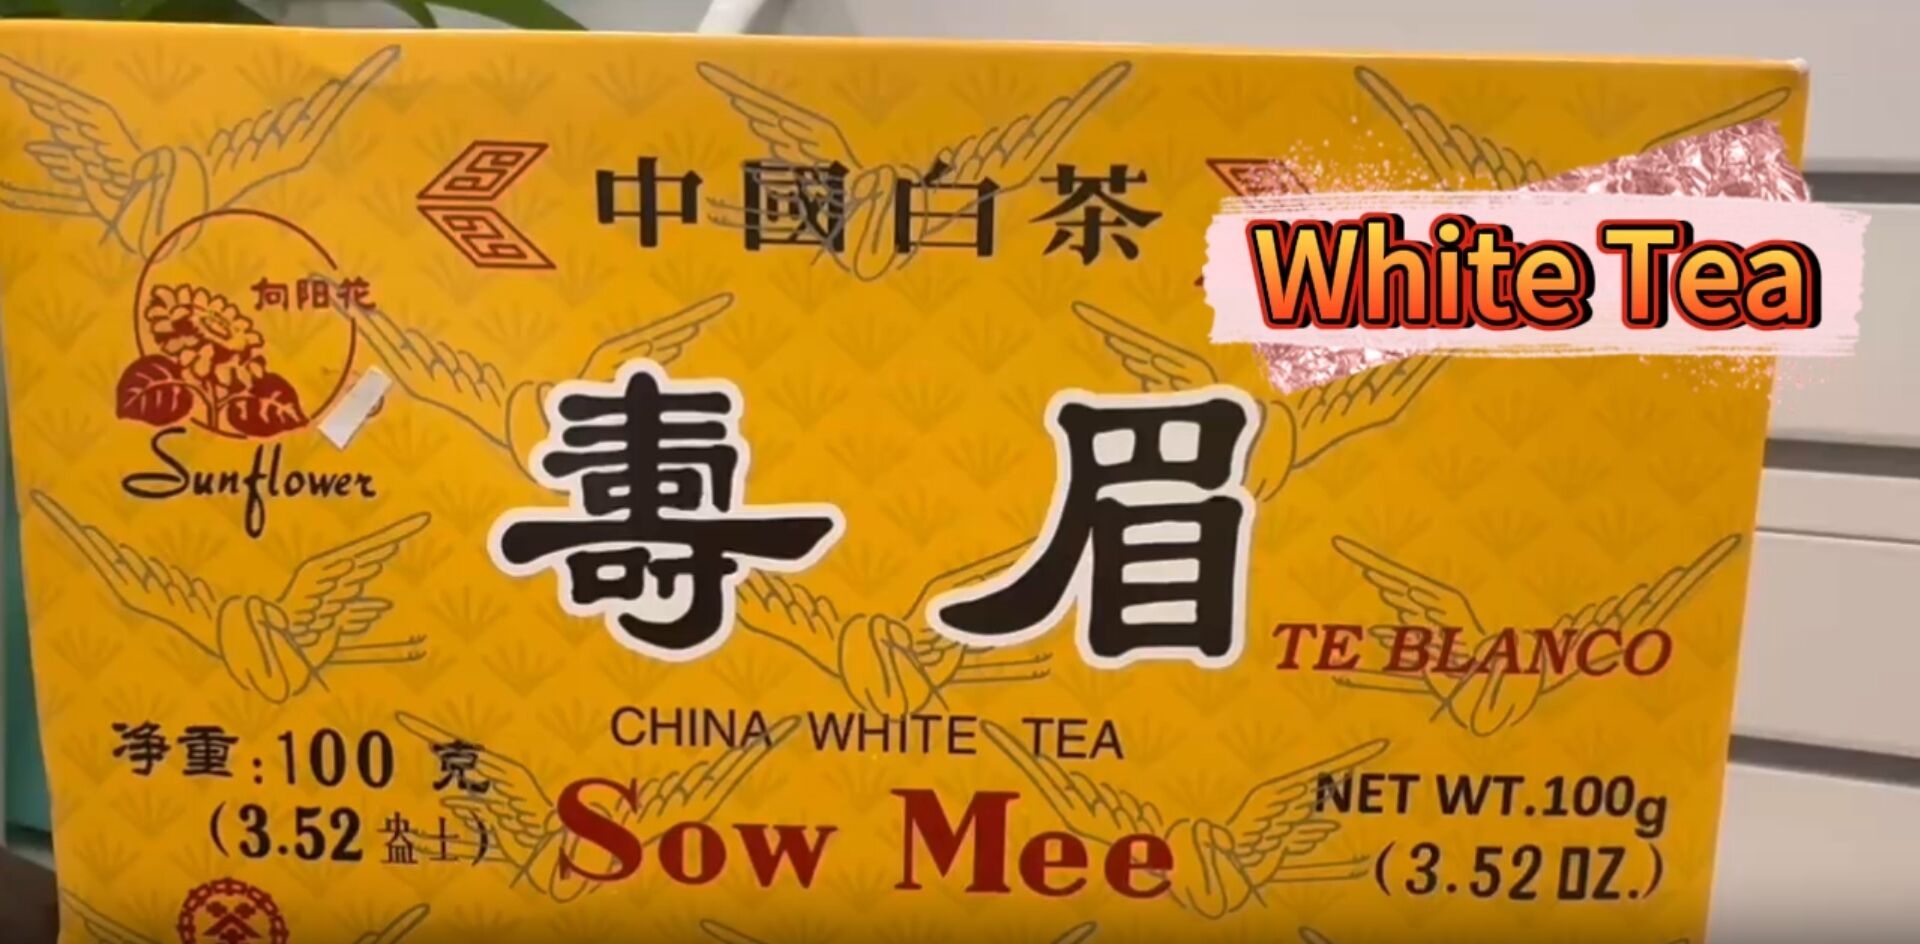 中國白茶
White Tea
向阳花
Sunflower
壽眉
TE BLANCO
CHINA WHITE TEA
Sow Mee
净重:100 克
(3.52 盎士)
NET WT.100g
(3.52 OZ.)